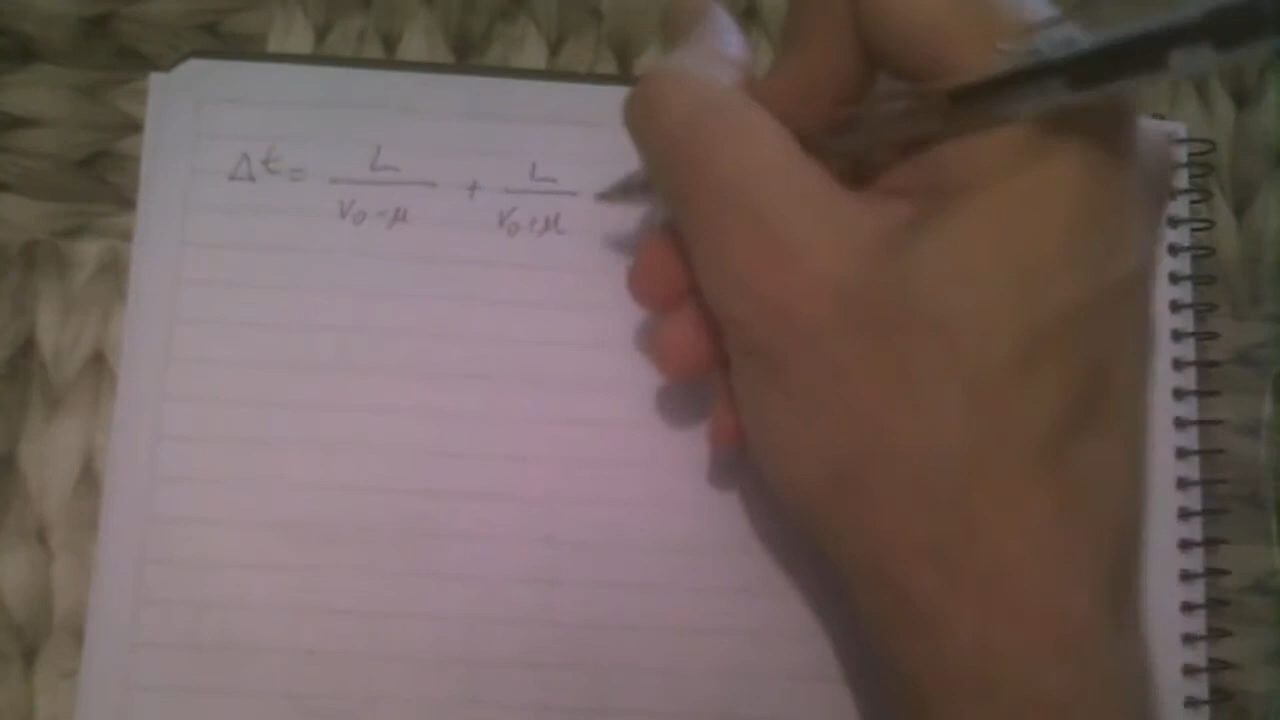 Δt = L / (V₀ - μ) + L / (V₀ + μ)